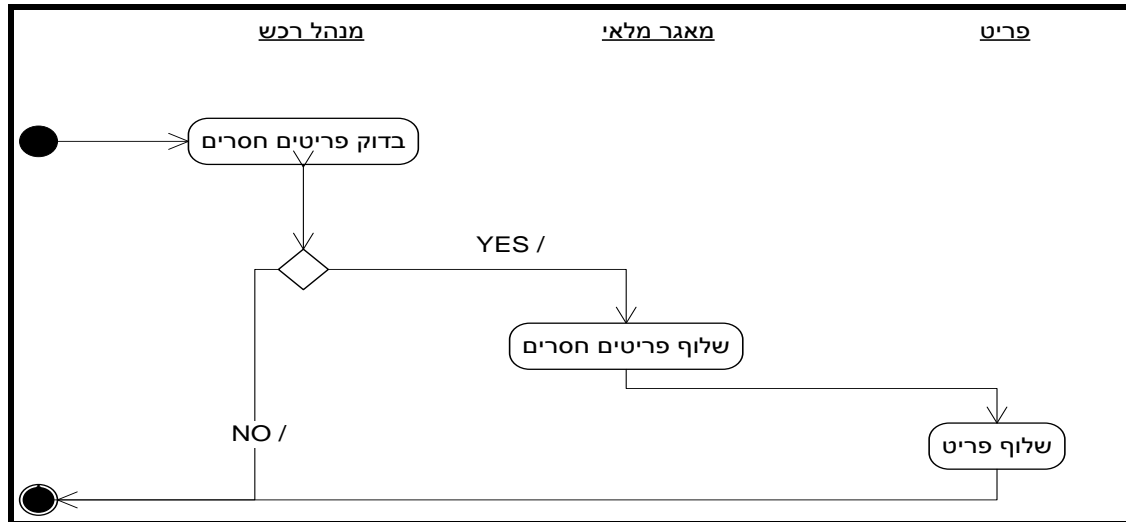 מנהל רכש
מאגר מלאי
פריט
בדוק פריטים חסרים
YES /
שלוף פריטים חסרים
NO /
שלוף פריט